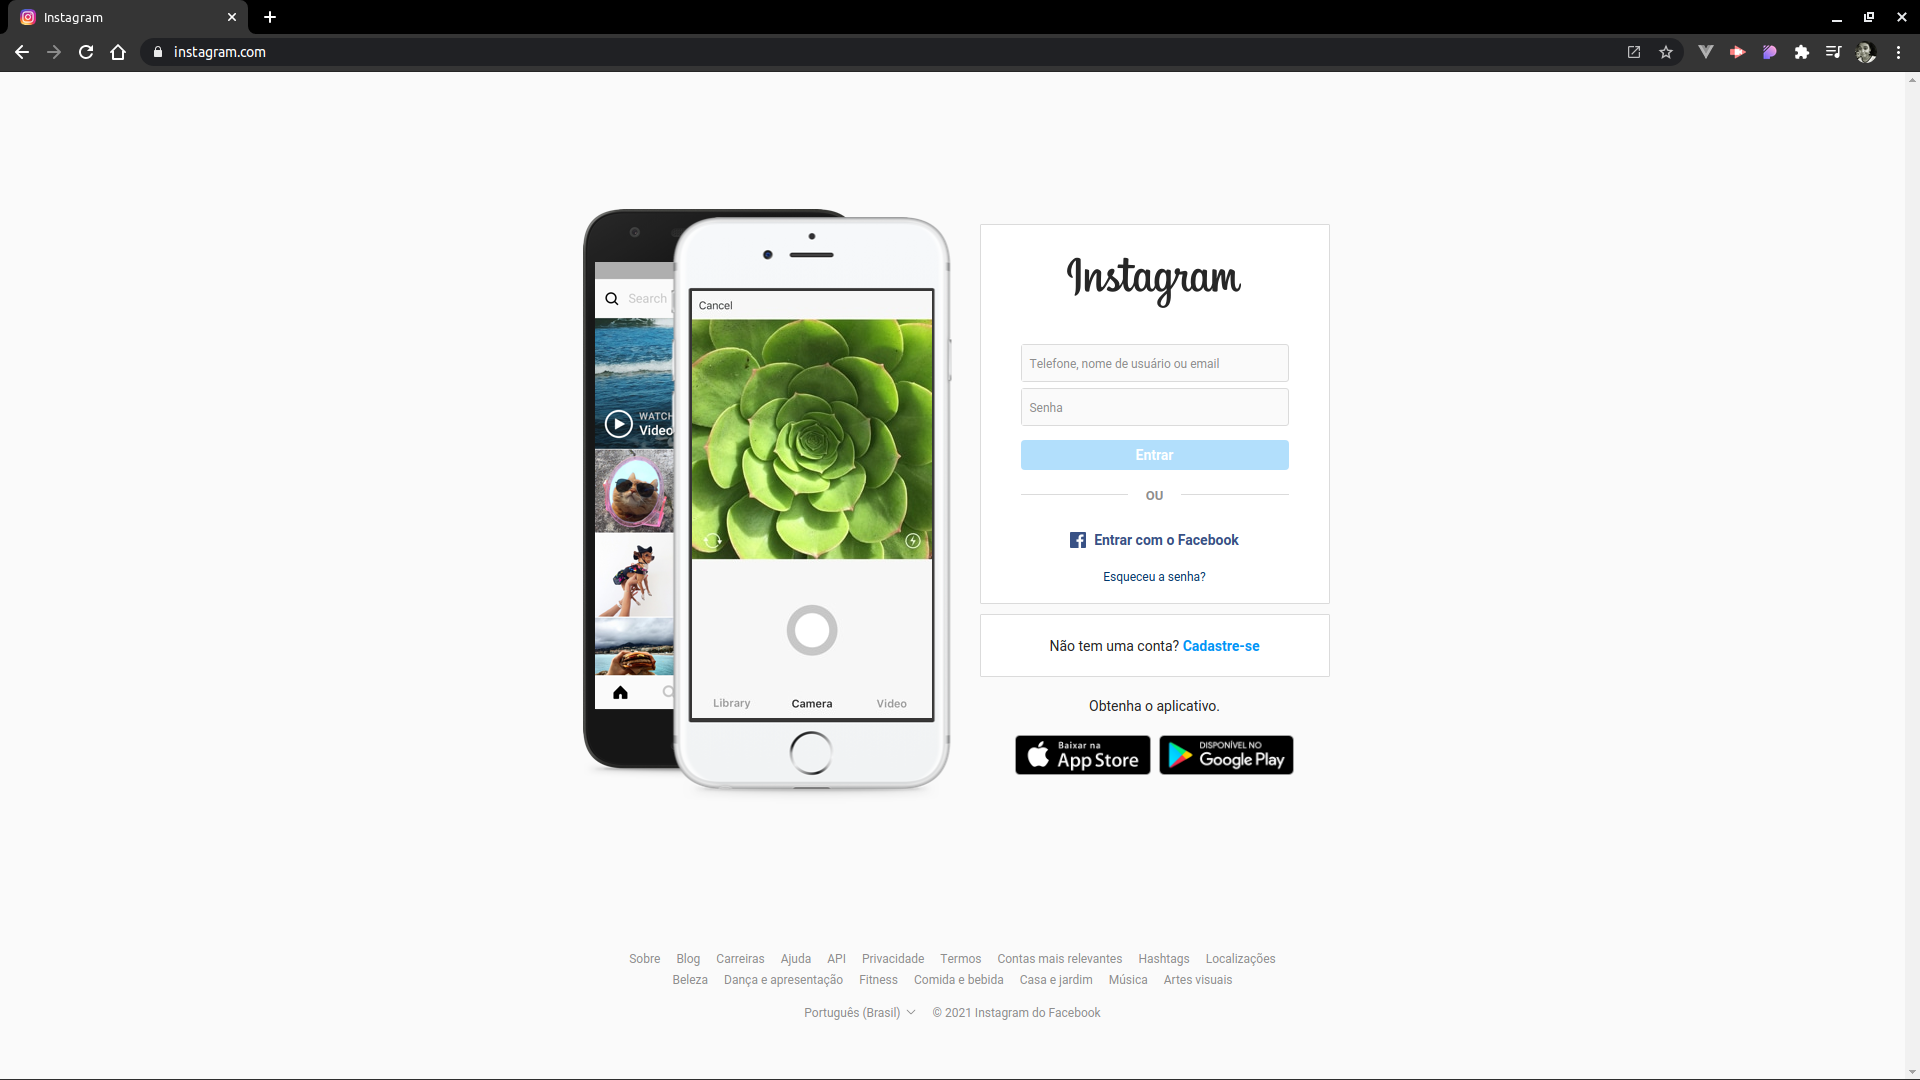 Instagram
instagram.com
Search
WATCH
Video
Cancel
Library Camera Video
Instagram
Telefone, nome de usuário ou email
Senha
Entrar
OU
Entrar com o Facebook
Esqueceu a senha?
Não tem uma conta? Cadastre-se
Obtenha o aplicativo.
Baixar na
App Store
DISPONÍVEL NO
Google Play
Sobre Blog Carreiras Ajuda API Privacidade Termos Contas mais relevantes Hashtags Localizações
Beleza Dança e apresentação Fitness Comida e bebida Casa e jardim Música Artes visuais
Português (Brasil) © 2021 Instagram do Facebook